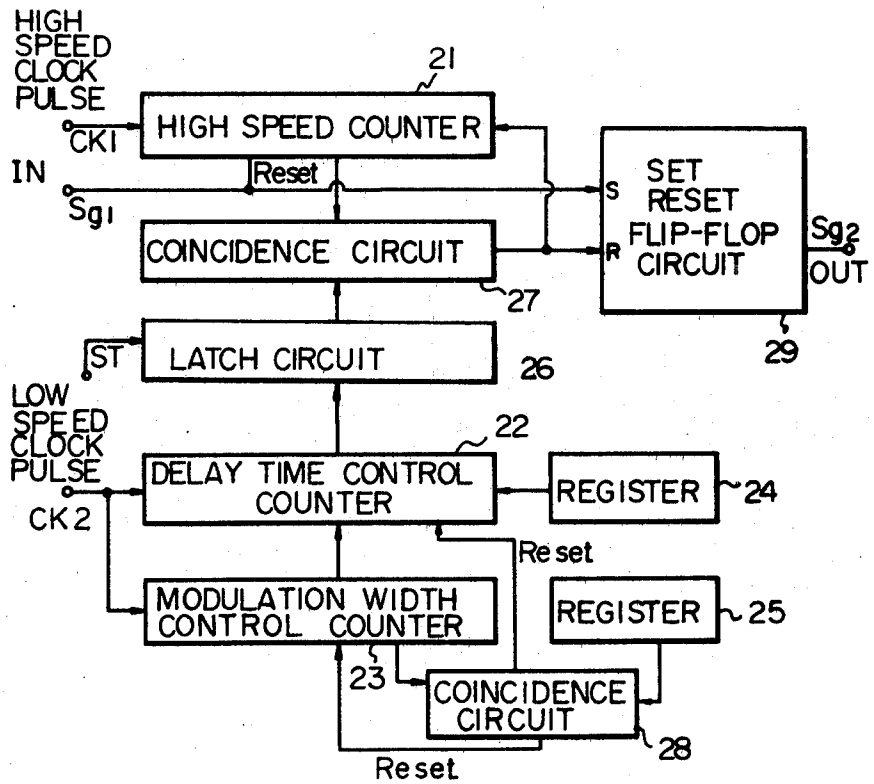 HIGH
SPEED
CLOCK
PULSE
CK1
21
HIGH SPEED COUNTER
IN
Sg1
Reset
S
R
SET
RESET
FLIP-FLOP
CIRCUIT
Sg2
OUT
29
COINCIDENCE CIRCUIT
27
ST
LATCH CIRCUIT
26
LOW
SPEED
CLOCK
PULSE
CK2
22
DELAY TIME CONTROL
COUNTER
REGISTER
24
Reset
MODULATION WIDTH
CONTROL COUNTER
23
REGISTER
25
COINCIDENCE
CIRCUIT
28
Reset